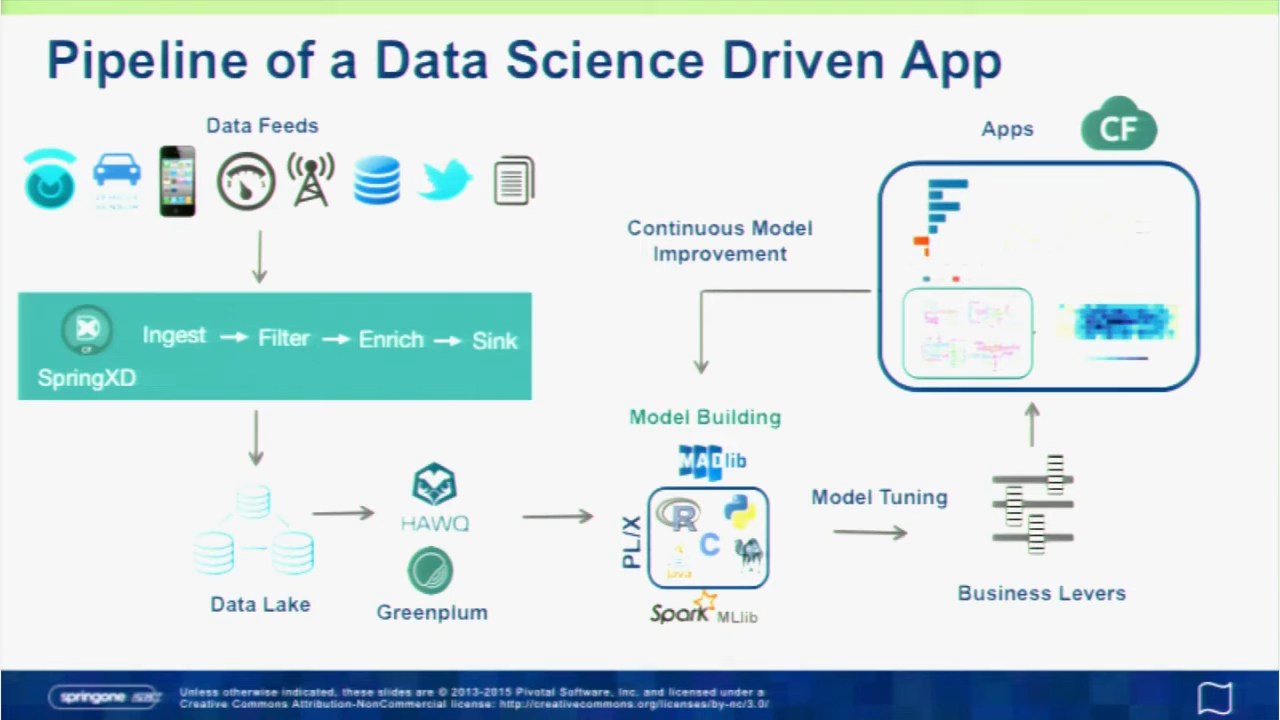 Pipeline of a Data Science Driven App
Data Feeds
Apps
CF
Continuous Model
Improvement
Ingest
Filter
Enrich
Sink
CF
SpringXD
Model Building
MADlib
HAWQ
PL/X
R
C
java
Model Tuning
Data Lake
Greenplum
Spark MLlib
Business Levers
springone
Unless otherwise indicated, these slides are © 2013-2015 Pivotal Software, Inc. and licensed under a
Creative Commons Attribution-NonCommercial license: http://creativecommons.org/licenses/by-nc/3.0/